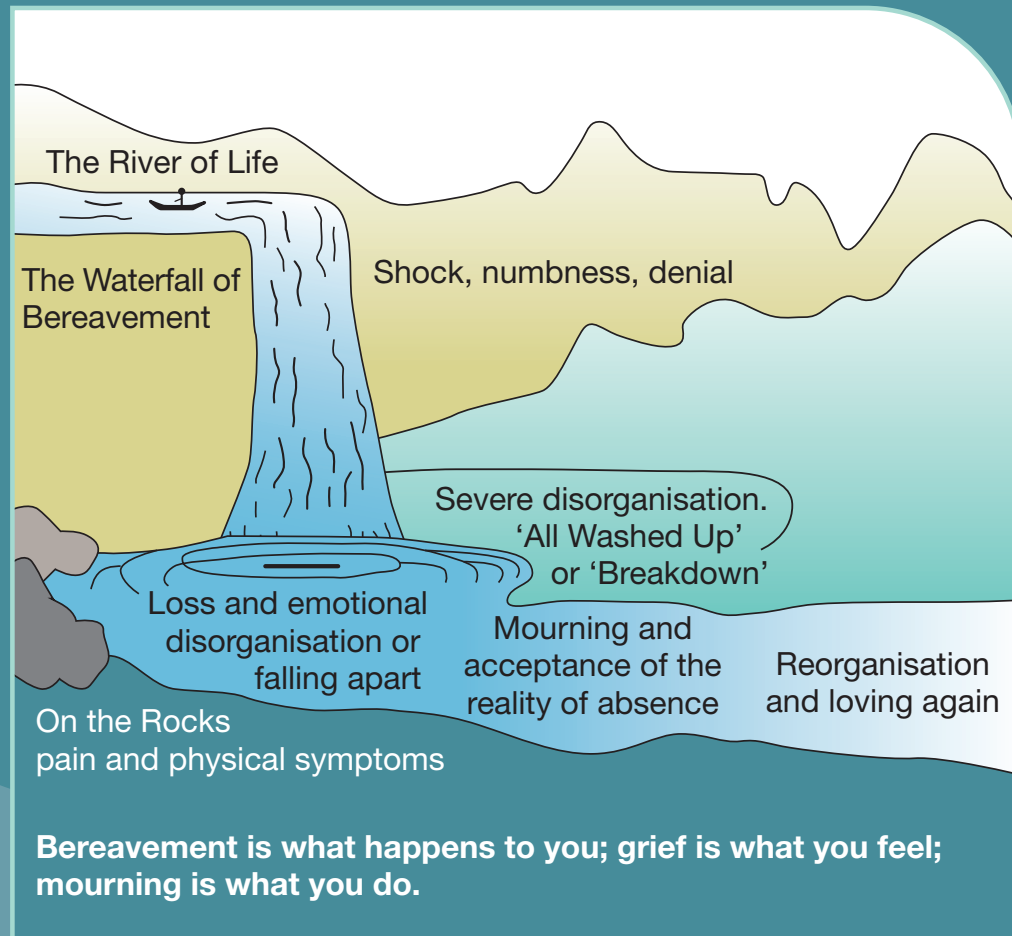 The River of Life
The Waterfall of
Bereavement
Shock, numbness, denial
Severe disorganisation.
‘All Washed Up’
or ‘Breakdown’
Loss and emotional
disorganisation or
falling apart
Mourning and
acceptance of the
reality of absence
Reorganisation
and loving again
On the Rocks
pain and physical symptoms
Bereavement is what happens to you; grief is what you feel;
mourning is what you do.